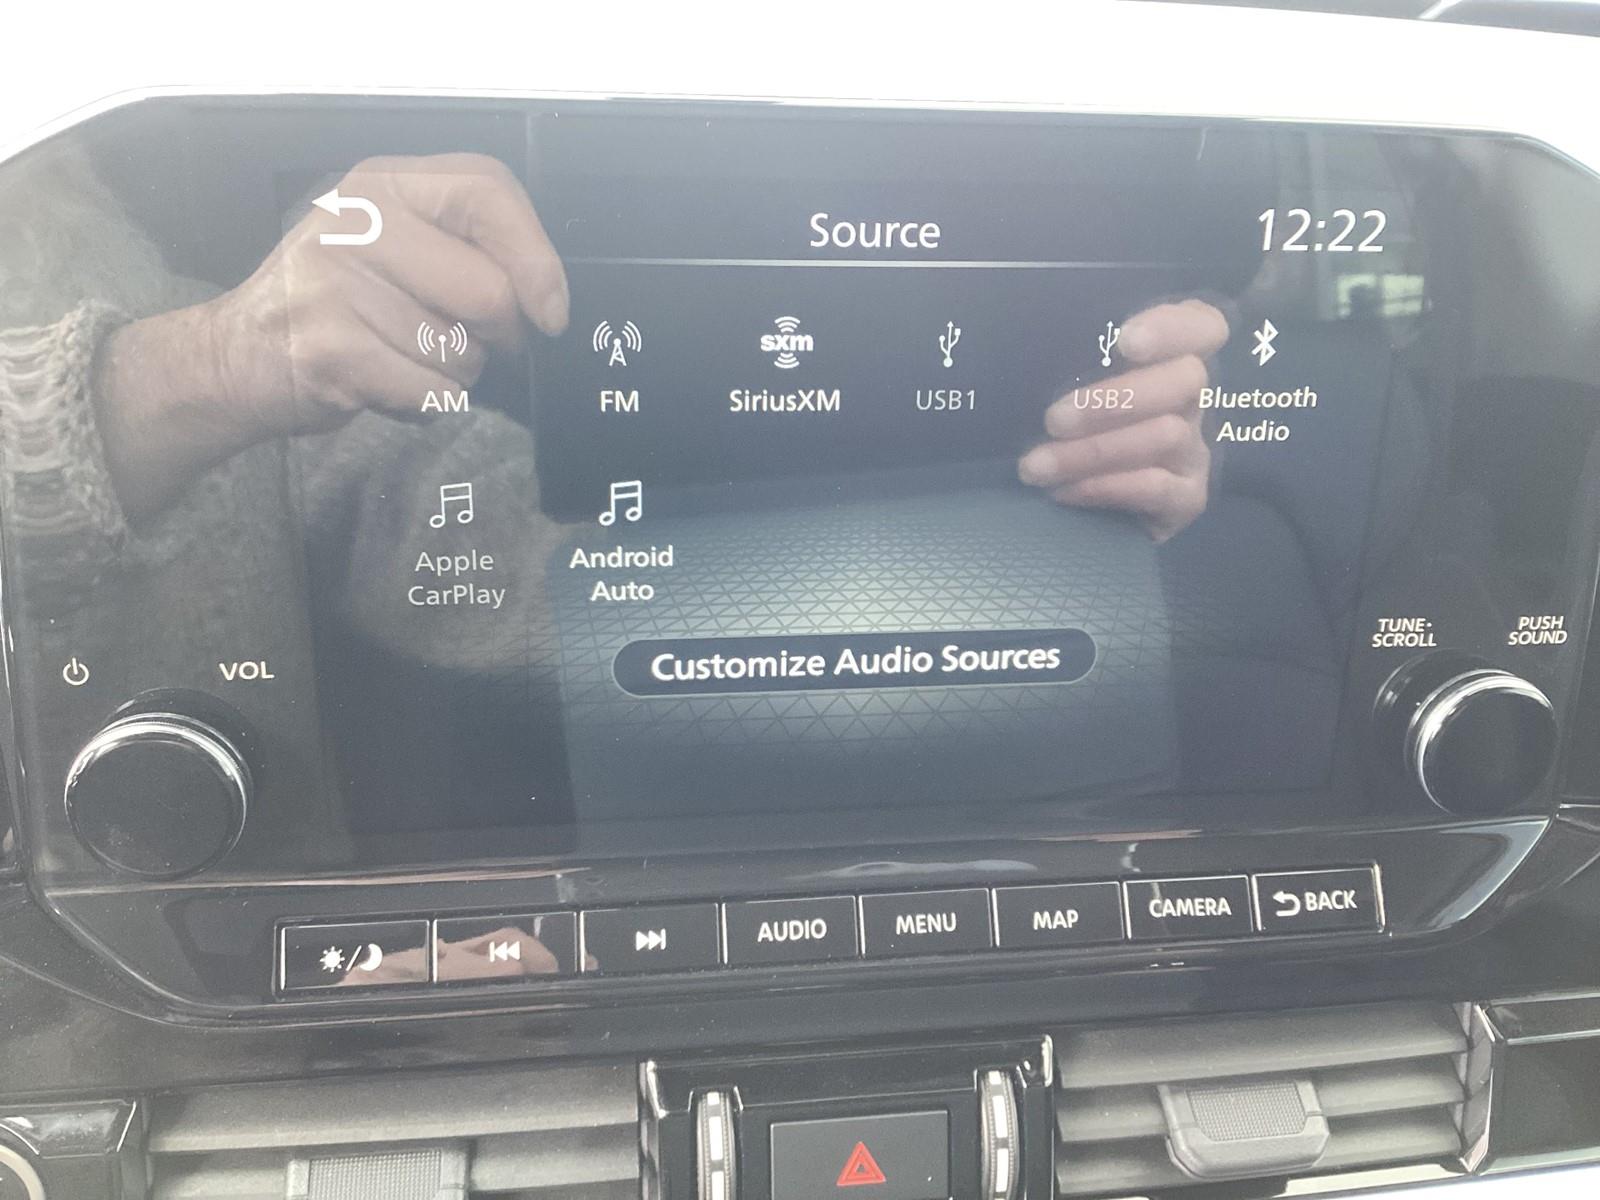 Source
12:22
sxm
AM
FM
SiriusXM
USB1
USB2
Bluetooth
Audio
Apple
CarPlay
Android
Auto
Customize Audio Sources
VOL
TUNE·
SCROLL
PUSH
SOUND
AUDIO
MENU
MAP
CAMERA
BACK